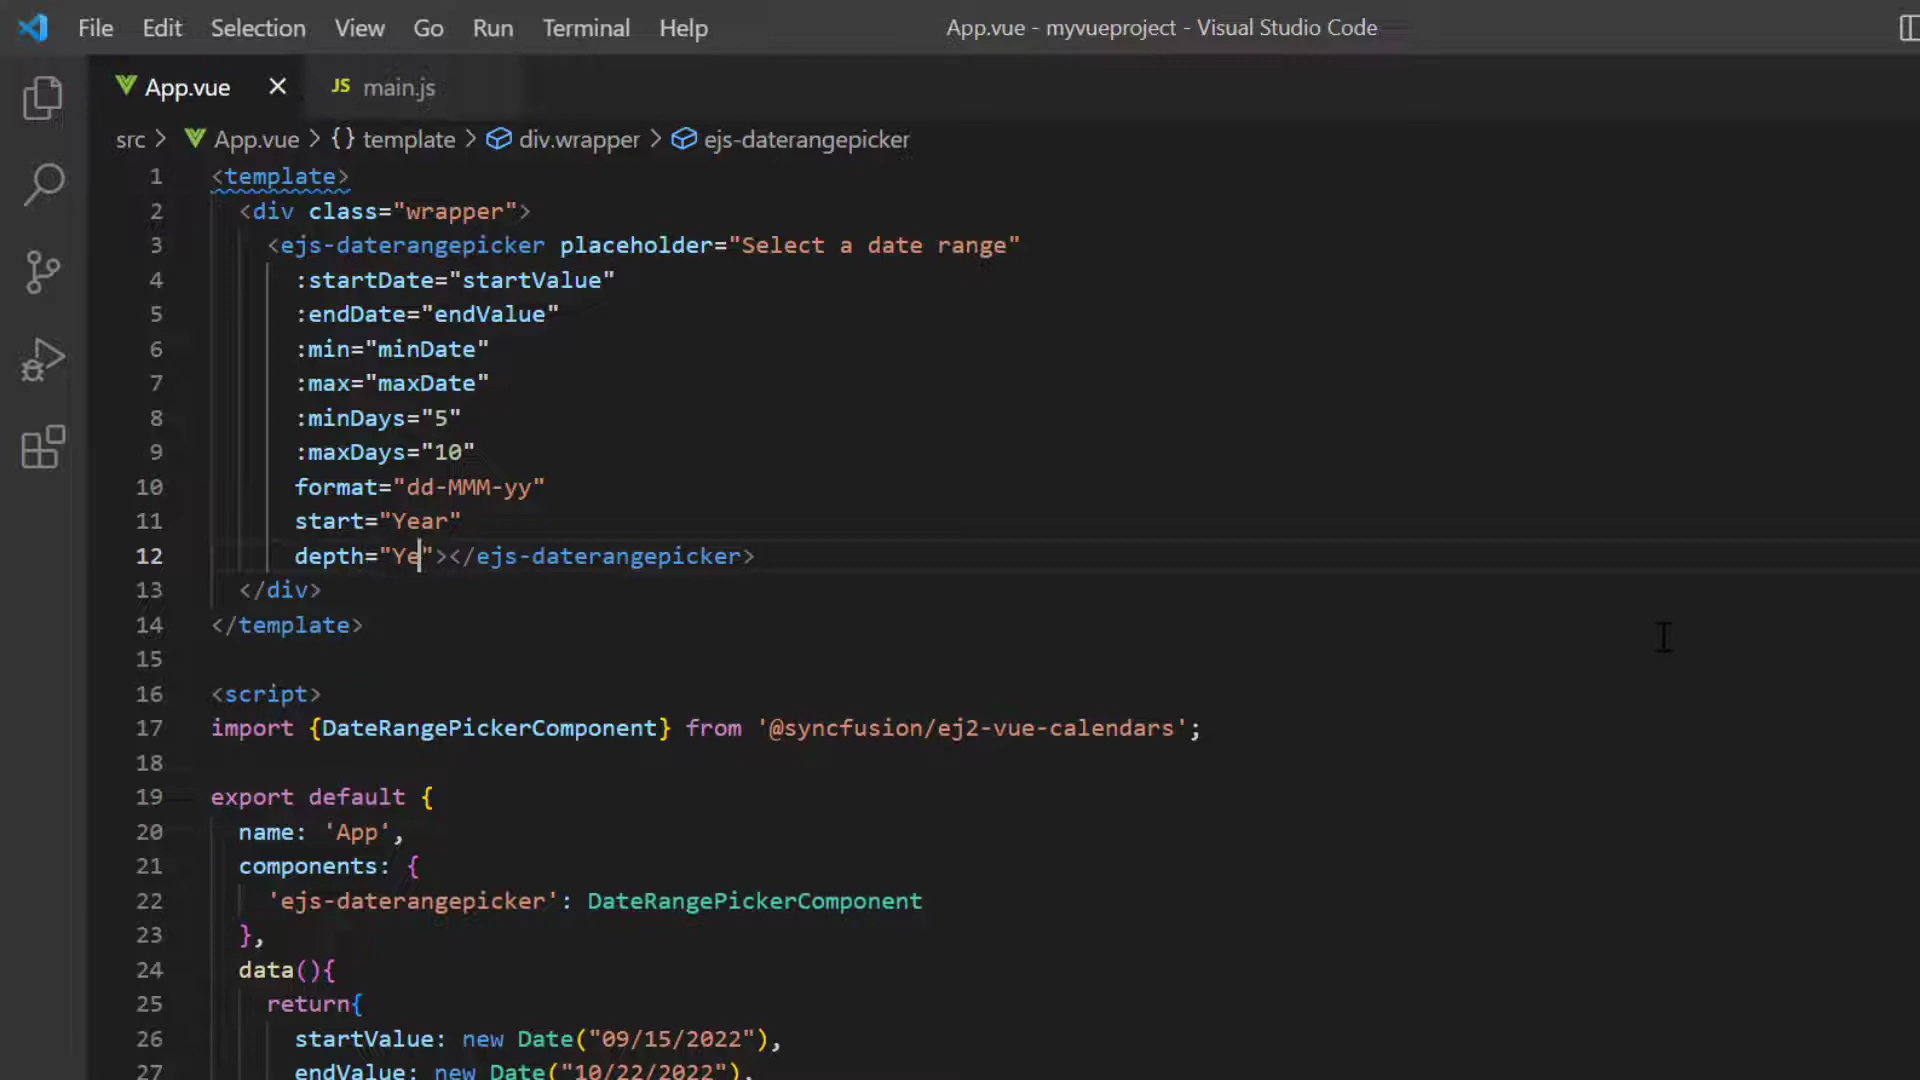 File Edit Selection View Go Run Terminal Help App.vue - myvueproject - Visual Studio Code
App.vue × JS main.js
src > App.vue > {} template > div.wrapper > ejs-daterangepicker
1 <template>
2 <div class="wrapper">
3 <ejs-daterangepicker placeholder="Select a date range"
4 :startDate="startValue"
5 :endDate="endValue"
6 :min="minDate"
7 :max="maxDate"
8 :minDays="5"
9 :maxDays="10"
10 format="dd-MMM-yy"
11 start="Year"
12 depth="Ye"></ejs-daterangepicker>
13 </div>
14 </template>
15
16 <script>
17 import {DateRangePickerComponent} from '@syncfusion/ej2-vue-calendars';
18
19 export default {
20 name: 'App',
21 components: {
22 'ejs-daterangepicker': DateRangePickerComponent
23 },
24 data(){
25 return{
26 startValue: new Date("09/15/2022"),
27 endValue: new Date("10/22/2022"),